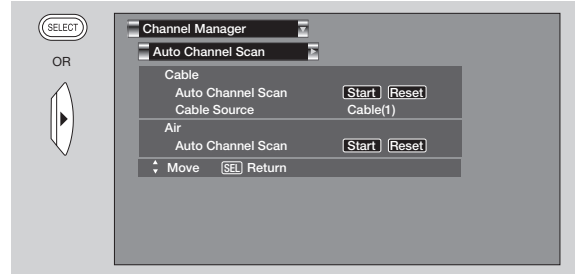 SELECT
OR
Channel Manager
Auto Channel Scan
Cable
Auto Channel Scan Start Reset
Cable Source Cable(1)
Air
Auto Channel Scan Start Reset
Move SEL Return